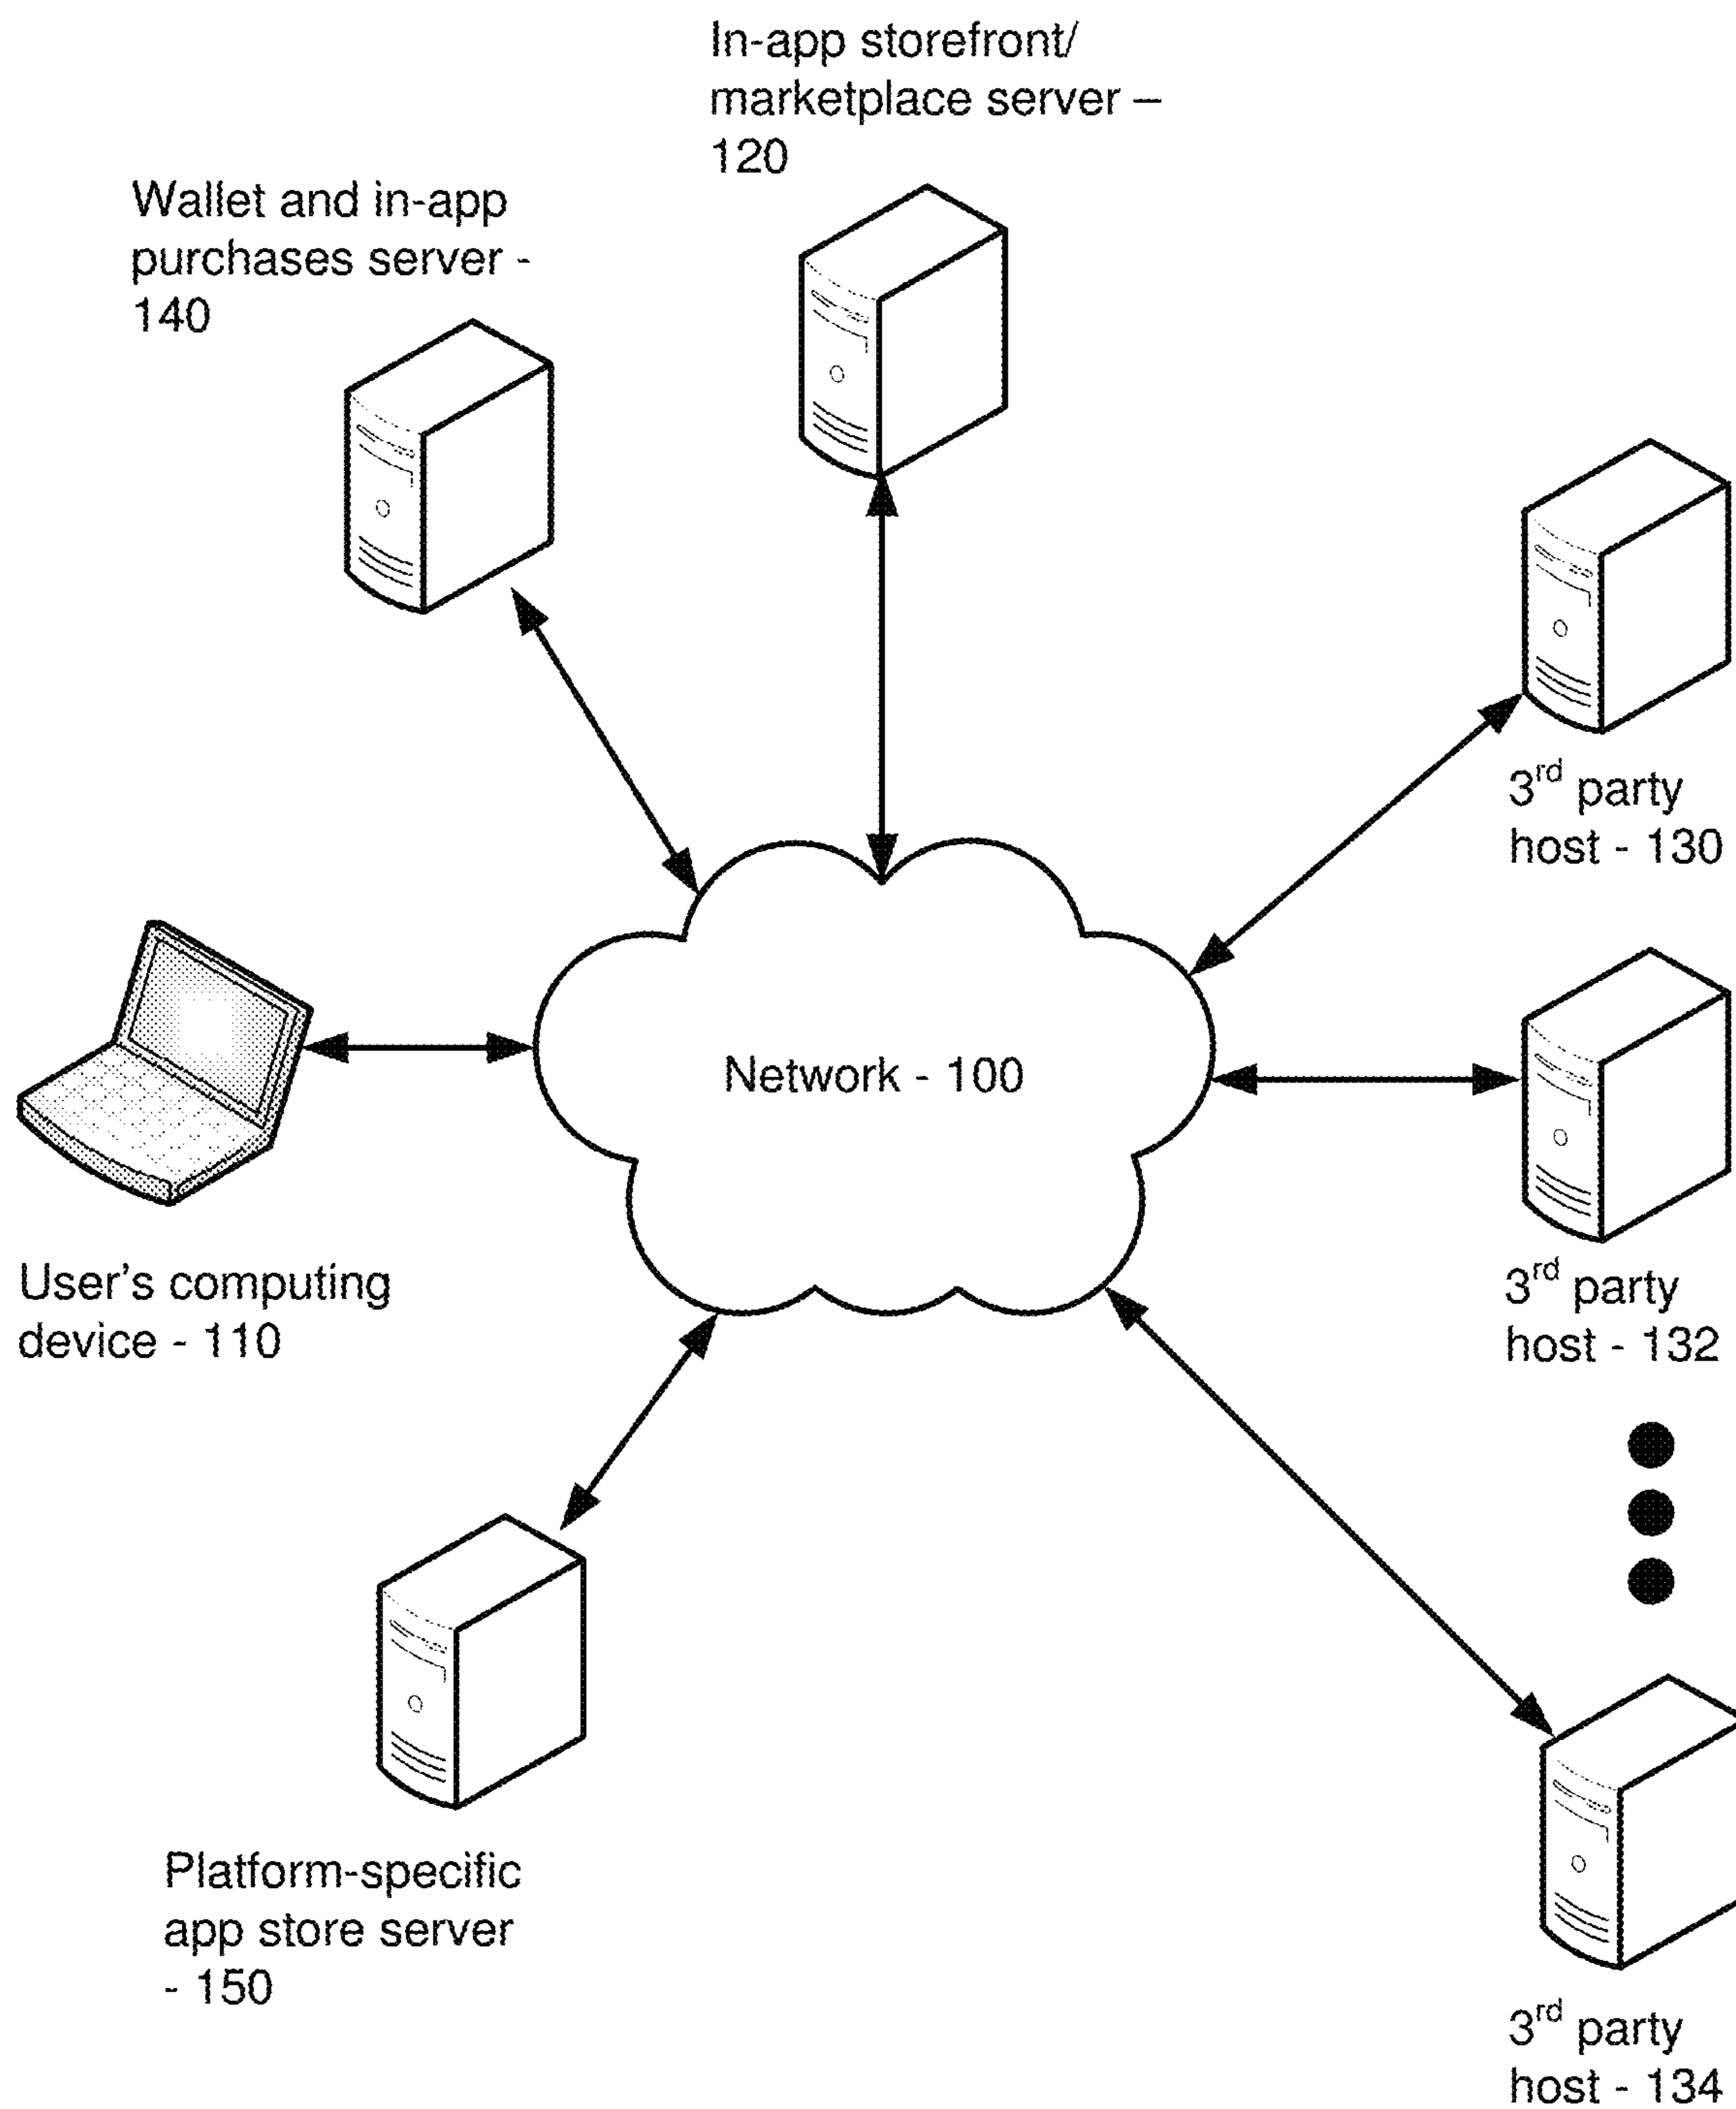 In-app storefront/
marketplace server –
120
Wallet and in-app
purchases server -
140
3rd party
host - 130
Network - 100
User's computing
device - 110
3rd party
host - 132
Platform-specific
app store server
- 150
3rd party
host - 134